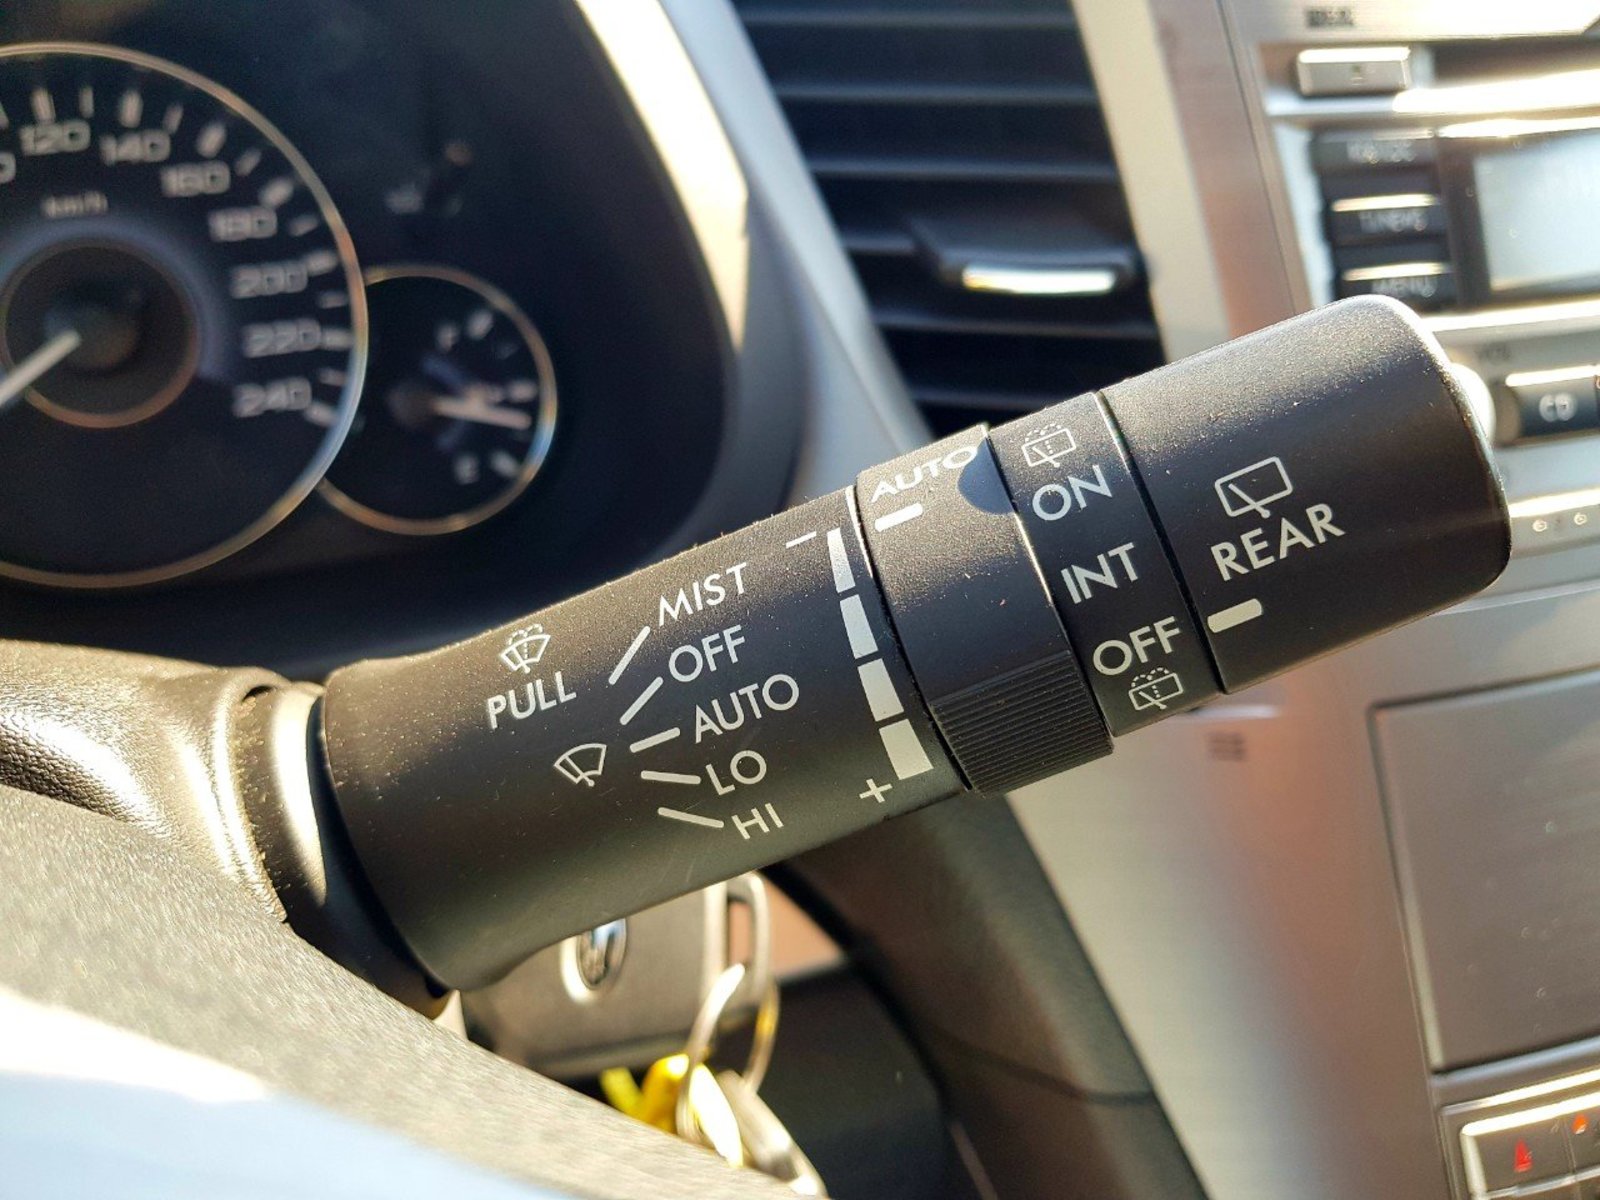 120
140
160
180
200
220
240
km/h
F
E
MENU
CD
PULL
MIST
OFF
AUTO
LO
HI
−
+
AUTO
ON
INT
OFF
REAR